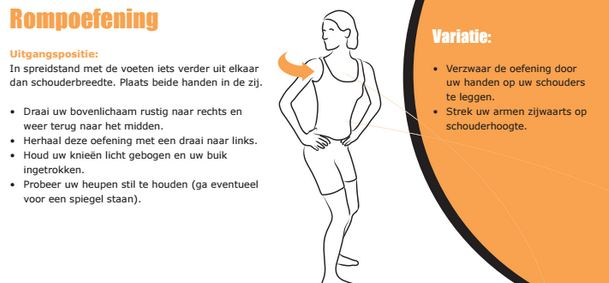 Rompoefening
Uitgangspositie:
In spreidstand met de voeten iets verder uit elkaar
dan schouderbreedte. Plaats beide handen in de zij.
• Draai uw bovenlichaam rustig naar rechts en
weer terug naar het midden.
• Herhaal deze oefening met een draai naar links.
• Houd uw knieën licht gebogen en uw buik
ingetrokken.
• Probeer uw heupen stil te houden (ga eventueel
voor een spiegel staan).
Variatie:
• Verzwaar de oefening door
uw handen op uw schouders
te leggen.
• Strek uw armen zijwaarts op
schouderhoogte.